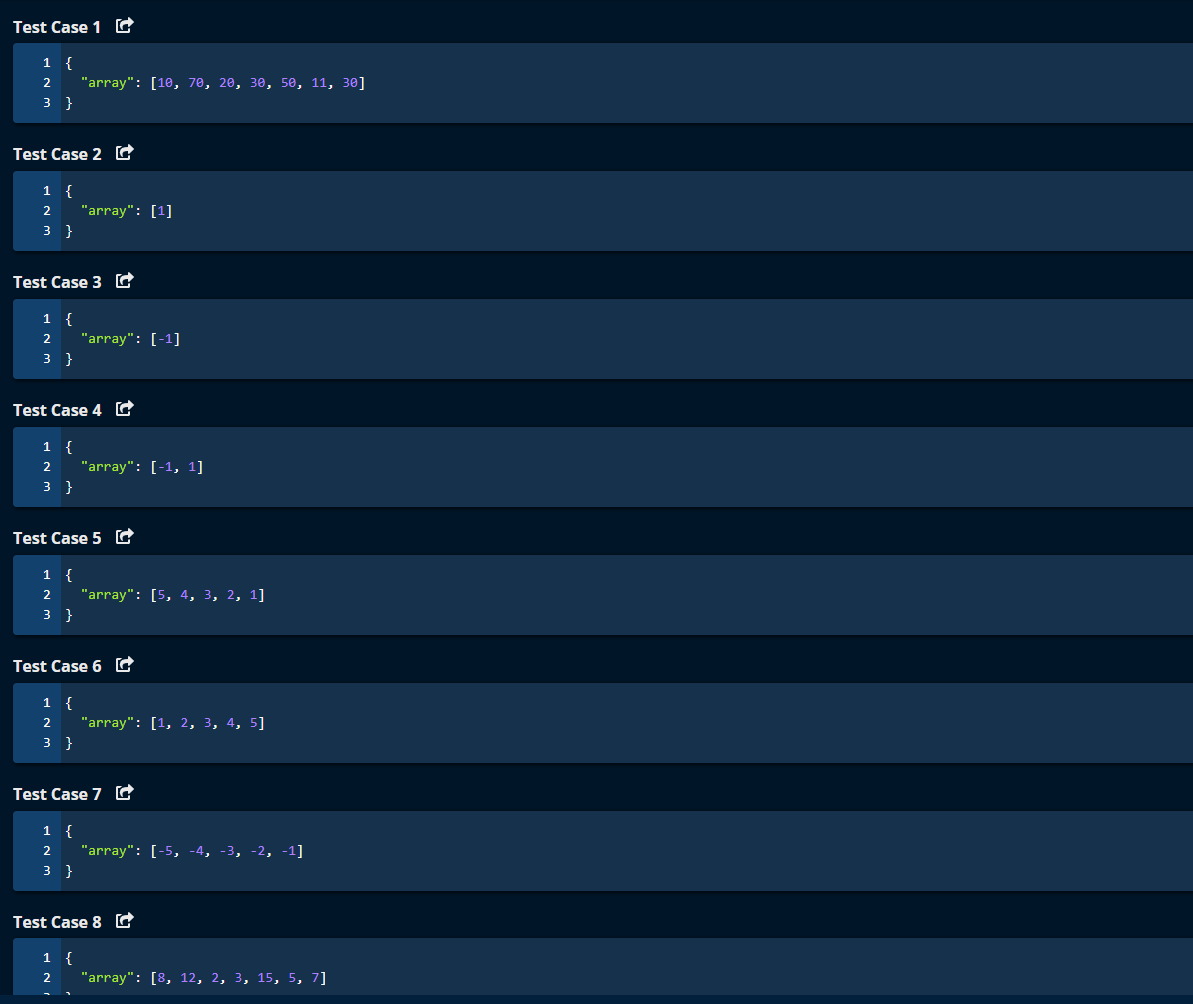 Test Case 1
1 {
2   "array": [10, 70, 20, 30, 50, 11, 30]
3 }
Test Case 2
1 {
2   "array": [1]
3 }
Test Case 3
1 {
2   "array": [-1]
3 }
Test Case 4
1 {
2   "array": [-1, 1]
3 }
Test Case 5
1 {
2   "array": [5, 4, 3, 2, 1]
3 }
Test Case 6
1 {
2   "array": [1, 2, 3, 4, 5]
3 }
Test Case 7
1 {
2   "array": [-5, -4, -3, -2, -1]
3 }
Test Case 8
1 {
2   "array": [8, 12, 2, 3, 15, 5, 7]